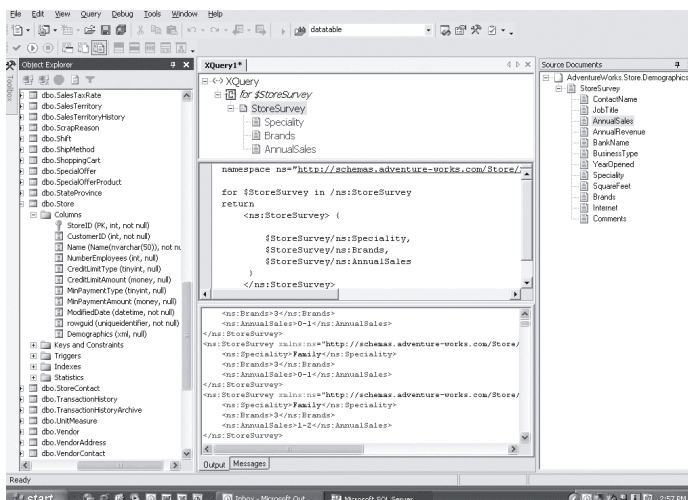 File Edit View Query Debug Tools Window Help
datatable
Object Explorer
Toolbox
dbo.SalesTaxRate
dbo.SalesTerritory
dbo.SalesTerritoryHistory
dbo.ScrapReason
dbo.Shift
dbo.ShipMethod
dbo.ShoppingCart
dbo.SpecialOffer
dbo.SpecialOfferProduct
dbo.StateProvince
dbo.Store
Columns
StoreID (PK, int, not null)
CustomerID (int, not null)
Name (Name(nvarchar(50)), not nu
NumberEmployees (int, null)
CreditLimitType (tinyint, null)
CreditLimitAmount (money, null)
MinPaymentType (tinyint, null)
MinPaymentAmount (money, null)
ModifiedDate (datetime, not null)
rowguid (uniqueidentifier, not null)
Demographics (xml, null)
Keys and Constraints
Triggers
Indexes
Statistics
dbo.StoreContact
dbo.TransactionHistory
dbo.TransactionHistoryArchive
dbo.UnitMeasure
dbo.Vendor
dbo.VendorAddress
dbo.VendorContact
XQuery1*
XQuery
for $StoreSurvey
StoreSurvey
Speciality
Brands
AnnualSales
namespace ns="http://schemas.adventure-works.com/Store/
for $StoreSurvey in /ns:StoreSurvey
return
<ns:StoreSurvey> {
$StoreSurvey/ns:Speciality,
$StoreSurvey/ns:Brands,
$StoreSurvey/ns:AnnualSales
}
</ns:StoreSurvey>
<ns:Brands>3</ns:Brands>
<ns:AnnualSales>0-1</ns:AnnualSales>
</ns:StoreSurvey>
<ns:StoreSurvey xmlns:ns="http://schemas.adventure-works.com/Store/
<ns:Speciality>Family</ns:Speciality>
<ns:Brands>3</ns:Brands>
<ns:AnnualSales>0-1</ns:AnnualSales>
</ns:StoreSurvey>
<ns:StoreSurvey xmlns:ns="http://schemas.adventure-works.com/Store/
<ns:Speciality>Family</ns:Speciality>
<ns:Brands>3</ns:Brands>
<ns:AnnualSales>1-2</ns:AnnualSales>
</ns:StoreSurvey>
Output Messages
Source Documents
AdventureWorks.Store.Demographics
StoreSurvey
ContactName
JobTitle
AnnualSales
AnnualRevenue
BankName
BusinessType
YearOpened
Speciality
SquareFeet
Brands
Internet
Comments
Ready
start
Inbox - Microsoft Out...
Microsoft SQL Server ...
2:57 PM